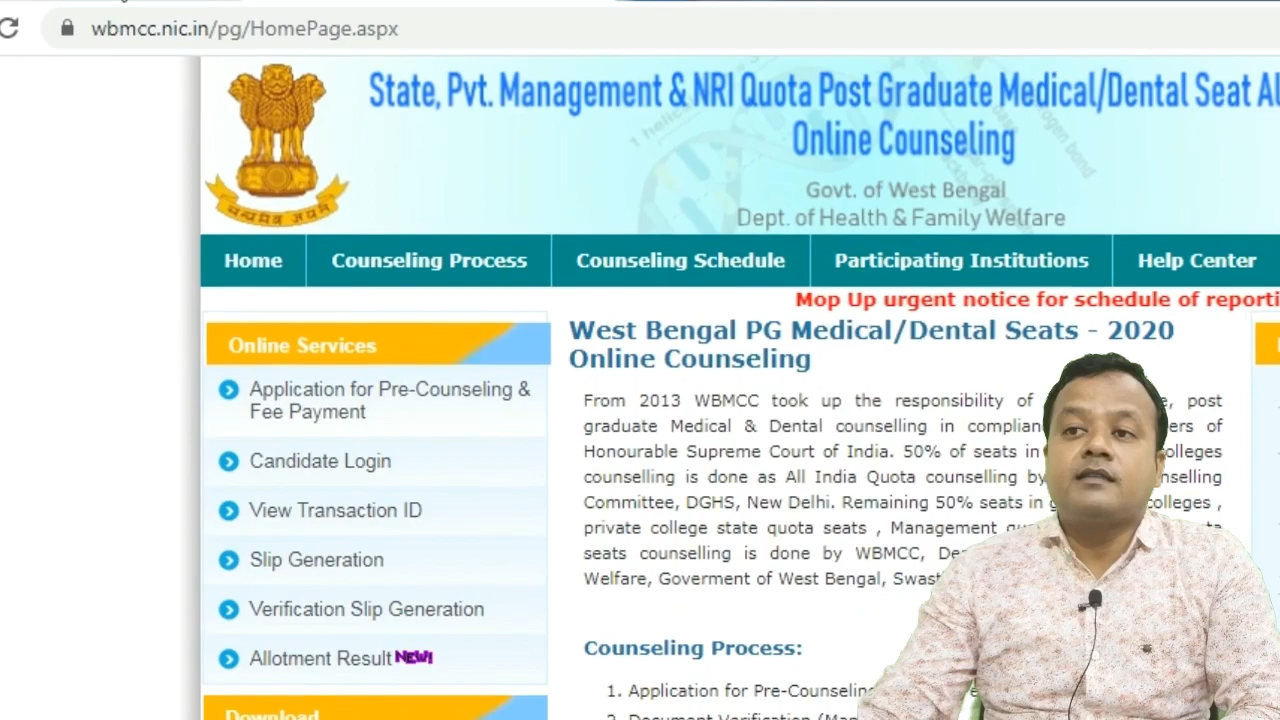 wbmcc.nic.in/pg/HomePage.aspx
State, Pvt. Management & NRI Quota Post Graduate Medical/Dental Seat
Online Counseling
Govt. of West Bengal
Dept. of Health & Family Welfare
सत्यमेव जयते
Home Counseling Process Counseling Schedule Participating Institutions Help Center
Mop Up urgent notice for schedule of
Online Services
Application for Pre-Counseling &
Fee Payment
Candidate Login
View Transaction ID
Slip Generation
Verification Slip Generation
Allotment Result NEW!
Download
West Bengal PG Medical/Dental Seats - 2020
Online Counseling
From 2013 WBMCC took up the responsibility of post
graduate Medical & Dental counselling in of
Honourable Supreme Court of India. 50% of seats in
counselling is done as All India Quota counselling by
Committee, DGHS, New Delhi. Remaining 50% seats in
private college state quota seats , Management
seats counselling is done by WBMCC,
Welfare, Goverment of West Bengal,
Counseling Process:
1. Application for Pre-Counseling
2. Document Verification